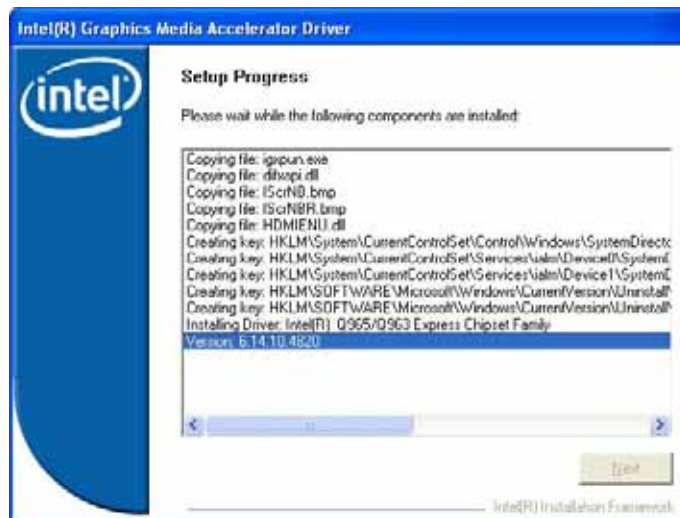 Intel(R) Graphics Media Accelerator Driver
intel
Setup Progress
Please wait while the following components are installed:
Copying file: igxpun.exe
Copying file: difxapi.dll
Copying file: IScrNB.bmp
Copying file: IScrNBR.bmp
Copying file: HDMIENU.dll
Creating key: HKLM\System\CurrentControlSet\Control\Windows\SystemDirecto
Creating key: HKLM\System\CurrentControlSet\Services\ialm\Device0\SystemD
Creating key: HKLM\System\CurrentControlSet\Services\ialm\Device1\SystemD
Creating key: HKLM\SOFTWARE\Microsoft\Windows\CurrentVersion\Uninstall\
Creating key: HKLM\SOFTWARE\Microsoft\Windows\CurrentVersion\Uninstall\
Installing Driver: Intel(R) Q965/Q963 Express Chipset Family
Version: 6.14.10.4820
Next
Intel(R) Installation Framework